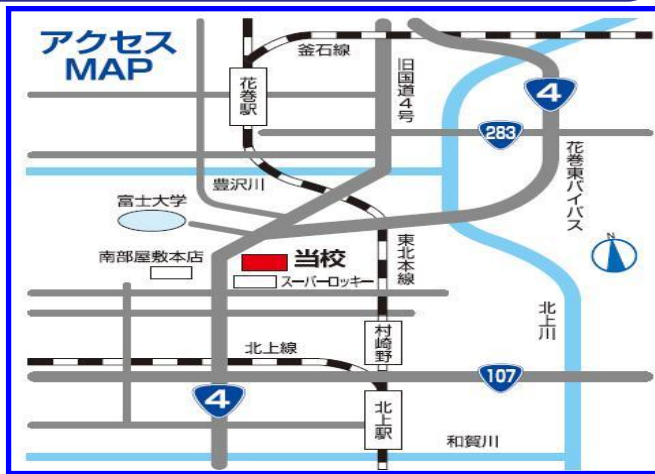 アクセス
MAP
釜石線
花巻駅
旧国道4号
4
283
花巻東バイパス
豊沢川
富士大学
南部屋敷本店
当校
スーパーロッキー
東北本線
N
北上川
村崎野
北上線
107
4
北上駅
和賀川